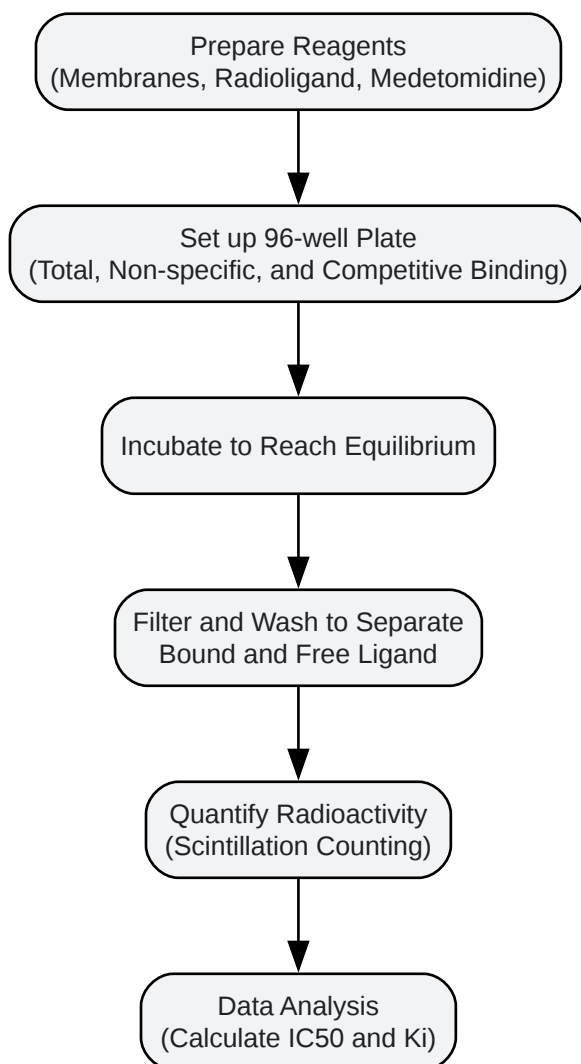 Prepare Reagents
(Membranes, Radioligand, Medetomidine)
Set up 96-well Plate
(Total, Non-specific, and Competitive Binding)
Incubate to Reach Equilibrium
Filter and Wash to Separate
Bound and Free Ligand
Quantify Radioactivity
(Scintillation Counting)
Data Analysis
(Calculate IC50 and Ki)